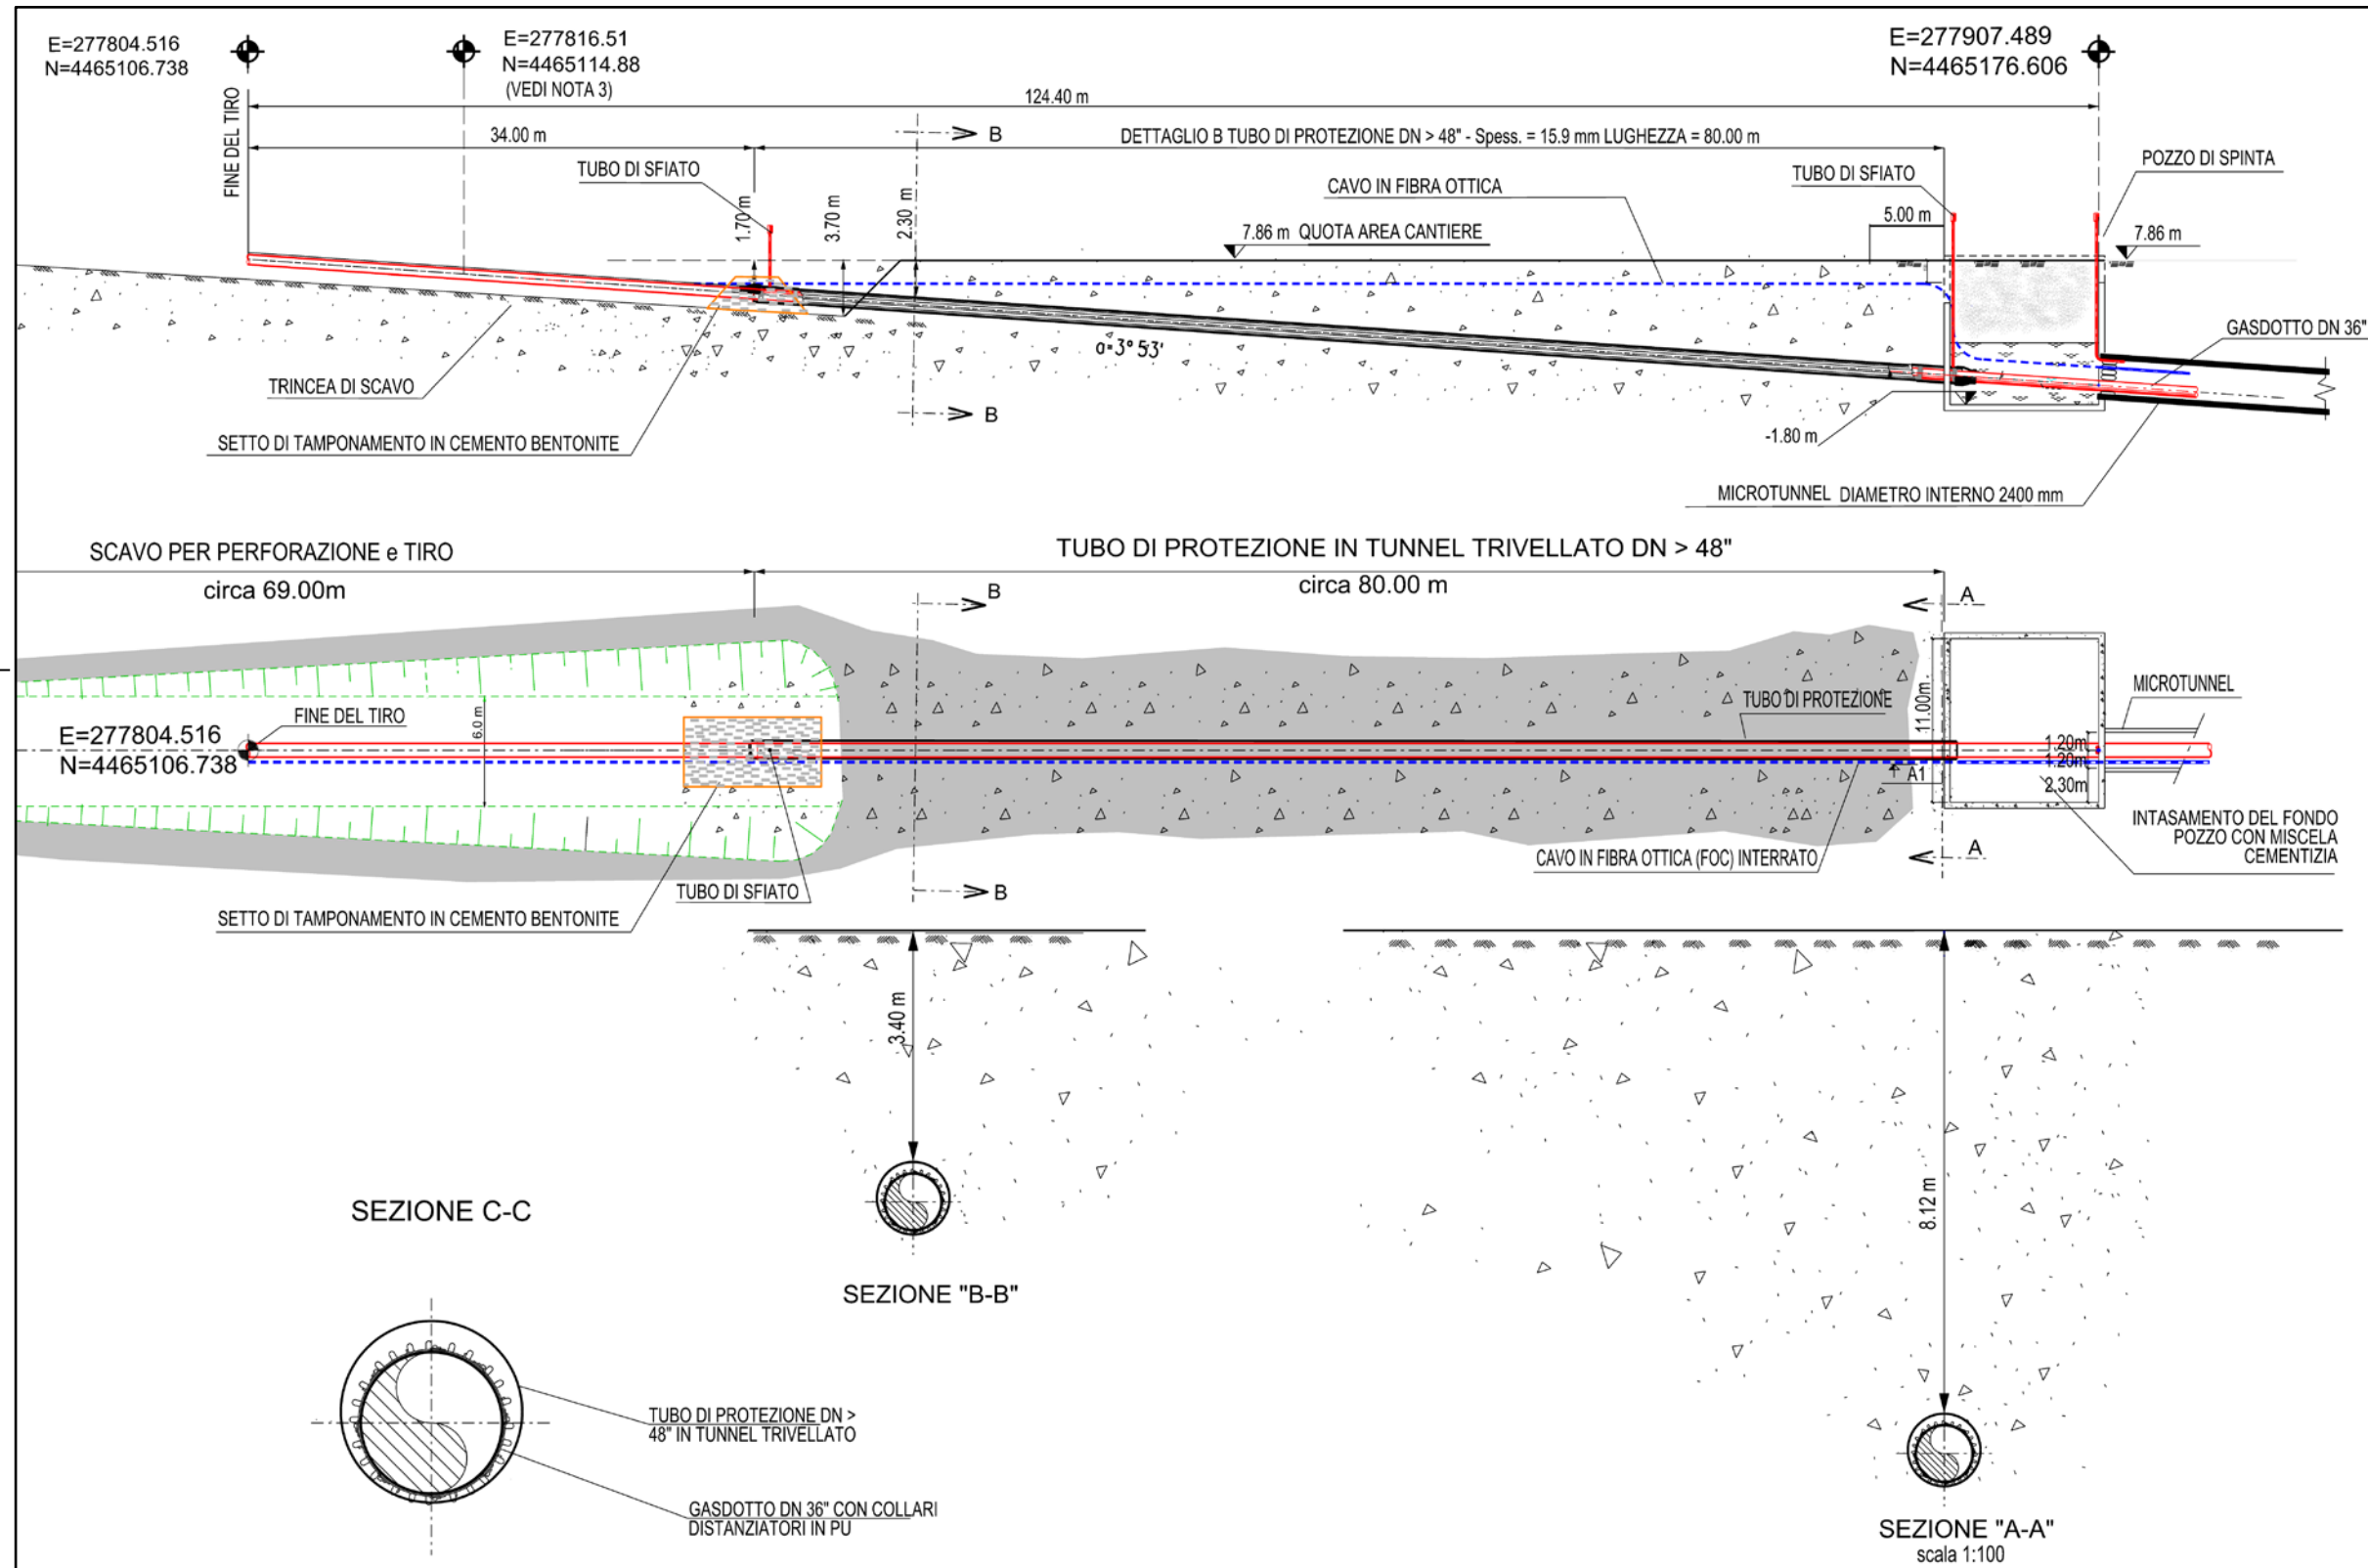 E=277804.516
N=4465106.738
E=277816.51
N=4465114.88
(VEDI NOTA 3)
E=277907.489
N=4465176.606
FINE DEL TIRO
124.40 m
34.00 m
B
DETTAGLIO B TUBO DI PROTEZIONE DN > 48" - Spess. = 15.9 mm LUGHEZZA = 80.00 m
TUBO DI SFIATO
CAVO IN FIBRA OTTICA
TUBO DI SFIATO
POZZO DI SPINTA
1.70 m
3.70 m
2.30 m
7.86 m QUOTA AREA CANTIERE
5.00 m
7.86 m
GASDOTTO DN 36"
α=3° 53'
TRINCEA DI SCAVO
B
SETTO DI TAMPONAMENTO IN CEMENTO BENTONITE
-1.80 m
MICROTUNNEL DIAMETRO INTERNO 2400 mm
SCAVO PER PERFORAZIONE e TIRO
circa 69.00m
TUBO DI PROTEZIONE IN TUNNEL TRIVELLATO DN > 48"
circa 80.00 m
B
A
FINE DEL TIRO
E=277804.516
N=4465106.738
6.0 m
TUBO DI PROTEZIONE
11.00m
MICROTUNNEL
1.20m
1.20m
2.30m
A1
INTASAMENTO DEL FONDO
POZZO CON MISCELA
CEMENTIZIA
CAVO IN FIBRA OTTICA (FOC) INTERRATO
A
TUBO DI SFIATO
B
SETTO DI TAMPONAMENTO IN CEMENTO BENTONITE
3.40 m
8.12 m
SEZIONE C-C
SEZIONE "B-B"
TUBO DI PROTEZIONE DN >
48" IN TUNNEL TRIVELLATO
GASDOTTO DN 36" CON COLLARI
DISTANZIATORI IN PU
SEZIONE "A-A"
scala 1:100